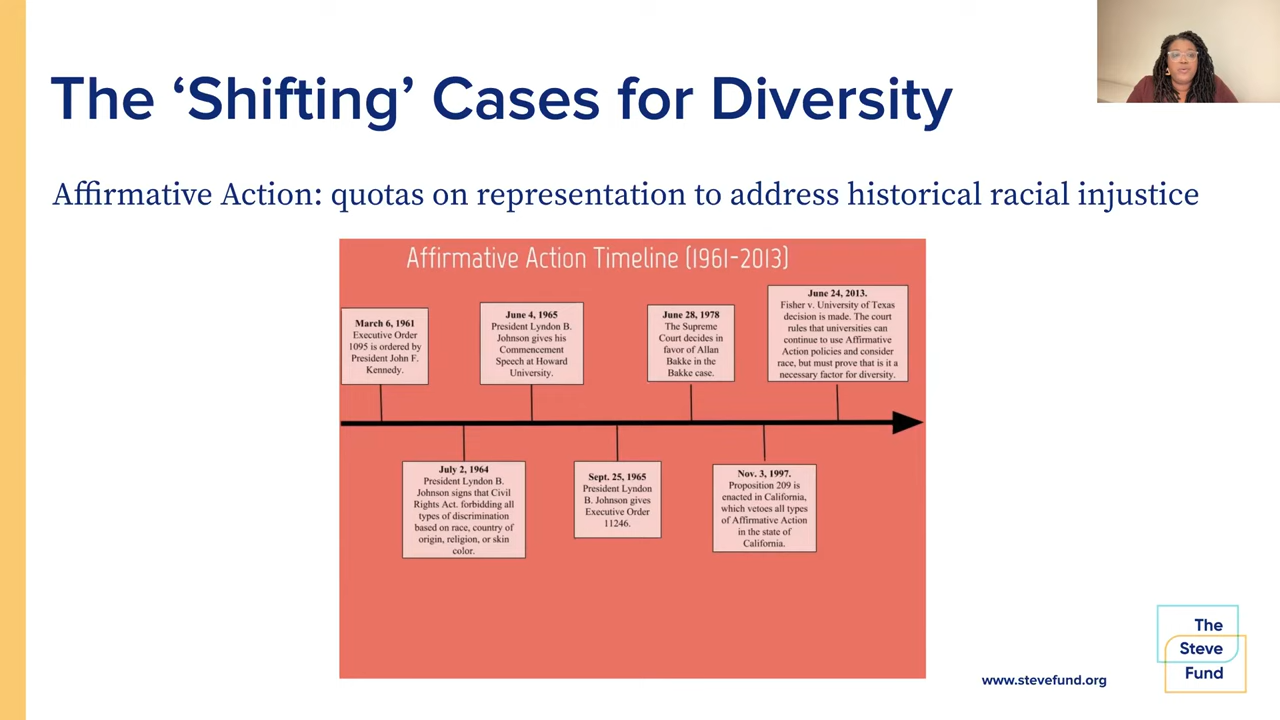 The ‘Shifting’ Cases for Diversity
Affirmative Action: quotas on representation to address historical racial injustice
Affirmative Action Timeline (1961-2013)
March 6, 1961
Executive Order
1095 is ordered by
President John F.
Kennedy.
June 4, 1965
President Lyndon B.
Johnson gives his
Commencement
Speech at Howard
University.
June 28, 1978
The Supreme
Court decides in
favor of Allan
Bakke in the
Bakke case.
June 24, 2013.
Fisher v. University of Texas
decision is made. The court
rules that universities can
continue to use Affirmative
Action policies and consider
race, but must prove that is it a
necessary factor for diversity.
July 2, 1964
President Lyndon B.
Johnson signs that Civil
Rights Act. forbidding all
types of discrimination
based on race, country of
origin, religion, or skin
color.
Sept. 25, 1965
President Lyndon
B. Johnson gives
Executive Order
11246.
Nov. 3, 1997.
Proposition 209 is
enacted in California,
which vetoes all types
of Affirmative Action
in the state of
California.
www.stevefund.org
The
Steve
Fund